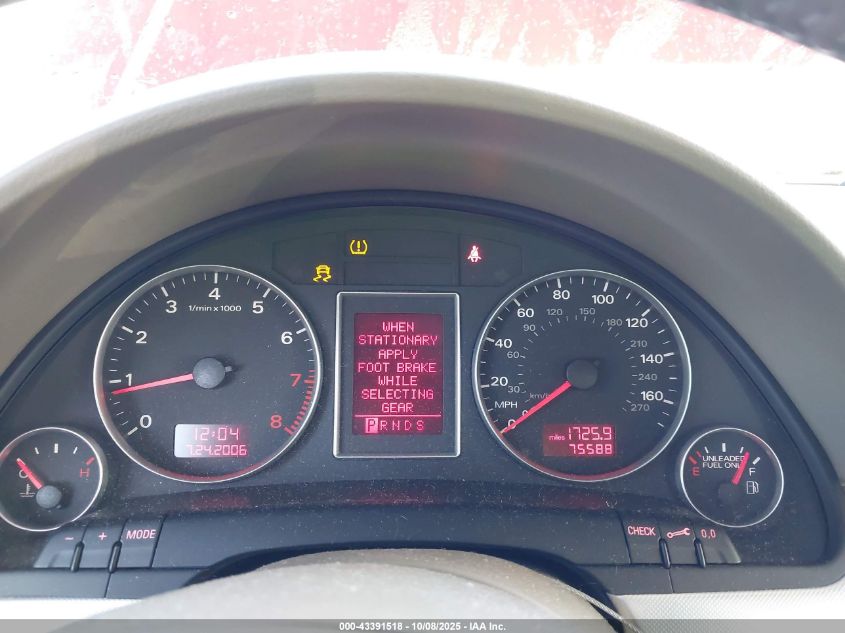 1/min x 1000
0 1 2 3 4 5 6 7 8
12:04
7.24.2006
C H
WHEN
STATIONARY
APPLY
FOOT BRAKE
WHILE
SELECTING
GEAR
P R N D S
0 20 40 60 80 100 120 140 160
30 60 90 120 150 180 210 240 270
MPH
km/h
miles 1725.9
75588
UNLEADED
FUEL ONLY
E F
- + MODE
CHECK 0.0
000-43391518 - 10/08/2025 - IAA Inc.